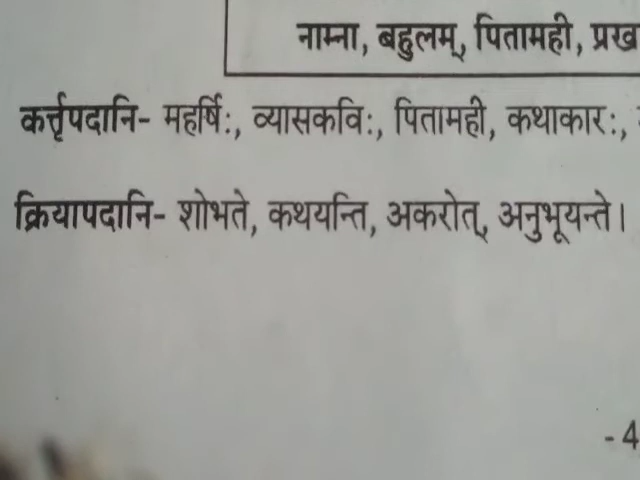 नाम्ना, बहुलम्, पितामही, प्रख
कर्त्तृपदानि- महर्षिः, व्यासकविः, पितामही, कथाकारः,
क्रियापदानि- शोभते, कथयन्ति, अकरोत्, अनुभूयन्ते।
-4